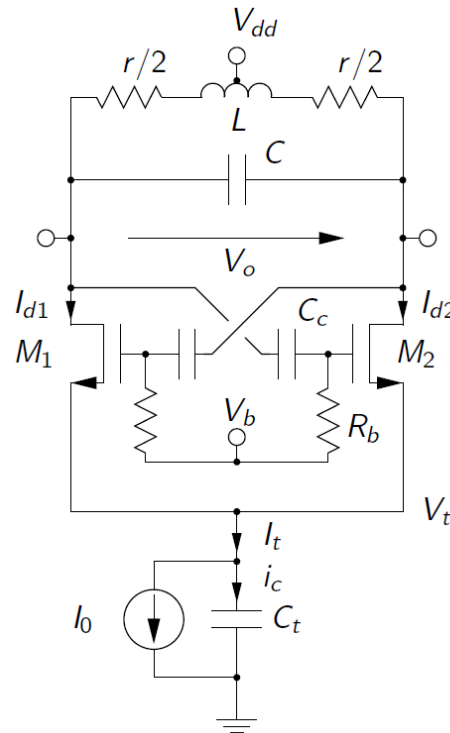 V_dd
r/2
r/2
L
C
V_o
I_d1
I_d2
C_c
M_1
M_2
V_b
R_b
V_t
I_t
i_c
I_0
C_t